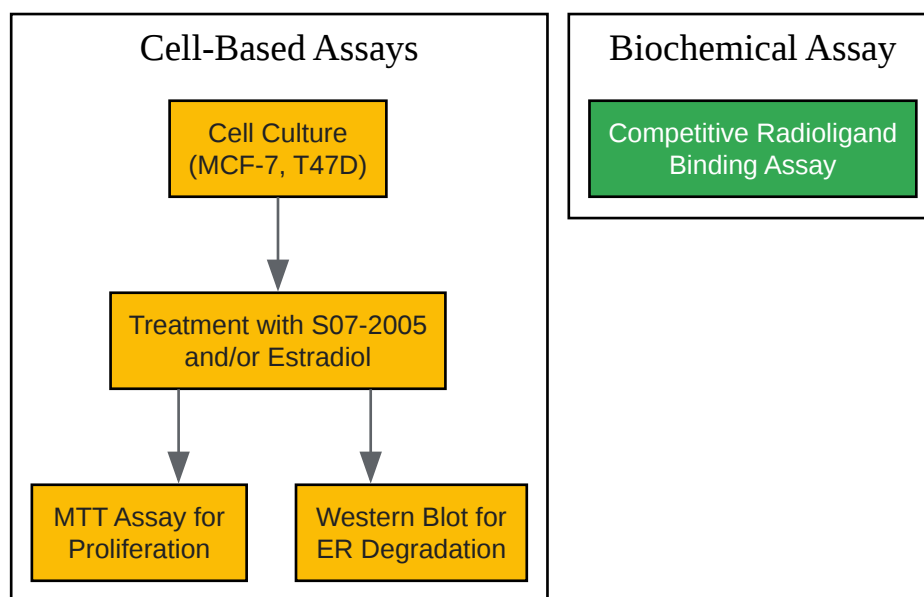 Cell-Based Assays
Cell Culture
(MCF-7, T47D)
Treatment with S07-2005
and/or Estradiol
MTT Assay for
Proliferation
Western Blot for
ER Degradation
Biochemical Assay
Competitive Radioligand
Binding Assay